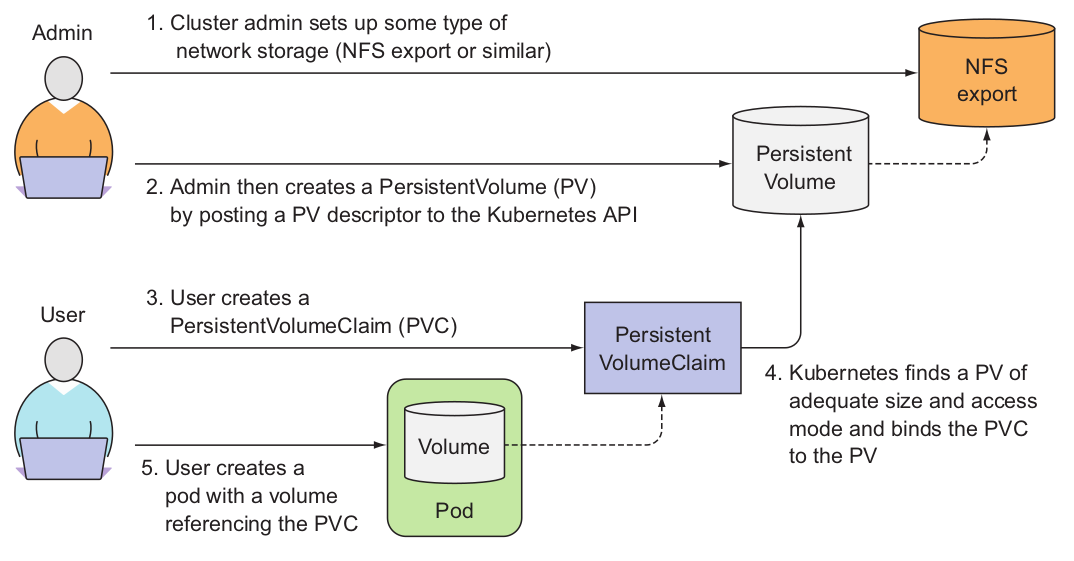 Admin
1. Cluster admin sets up some type of
network storage (NFS export or similar)
NFS
export
Persistent
Volume
2. Admin then creates a PersistentVolume (PV)
by posting a PV descriptor to the Kubernetes API
User
3. User creates a
PersistentVolumeClaim (PVC)
Persistent
VolumeClaim
4. Kubernetes finds a PV of
adequate size and access
mode and binds the PVC
to the PV
Volume
Pod
5. User creates a
pod with a volume
referencing the PVC